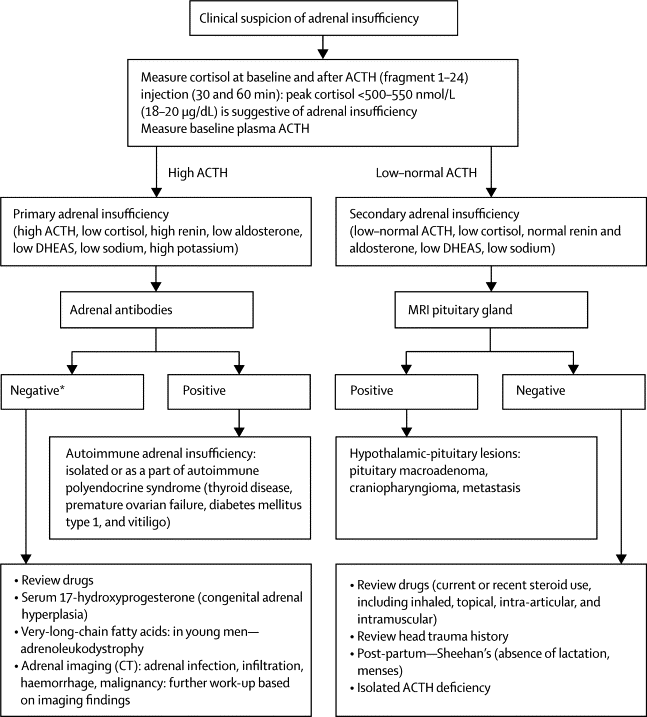 Clinical suspicion of adrenal insufficiency
Measure cortisol at baseline and after ACTH (fragment 1–24)
injection (30 and 60 min): peak cortisol <500–550 nmol/L
(18–20 µg/dL) is suggestive of adrenal insufficiency
Measure baseline plasma ACTH
High ACTH
Low–normal ACTH
Primary adrenal insufficiency
(high ACTH, low cortisol, high renin, low aldosterone,
low DHEAS, low sodium, high potassium)
Secondary adrenal insufficiency
(low–normal ACTH, low cortisol, normal renin and
aldosterone, low DHEAS, low sodium)
Adrenal antibodies
MRI pituitary gland
Negative*
Positive
Positive
Negative
Autoimmune adrenal insufficiency:
isolated or as a part of autoimmune
polyendocrine syndrome (thyroid disease,
premature ovarian failure, diabetes mellitus
type 1, and vitiligo)
Hypothalamic-pituitary lesions:
pituitary macroadenoma,
craniopharyngioma, metastasis
• Review drugs
• Serum 17-hydroxyprogesterone (congenital adrenal
hyperplasia)
• Very-long-chain fatty acids: in young men—
adrenoleukodystrophy
• Adrenal imaging (CT): adrenal infection, infiltration,
haemorrhage, malignancy: further work-up based
on imaging findings
• Review drugs (current or recent steroid use,
including inhaled, topical, intra-articular, and
intramuscular)
• Review head trauma history
• Post-partum—Sheehan's (absence of lactation,
menses)
• Isolated ACTH deficiency